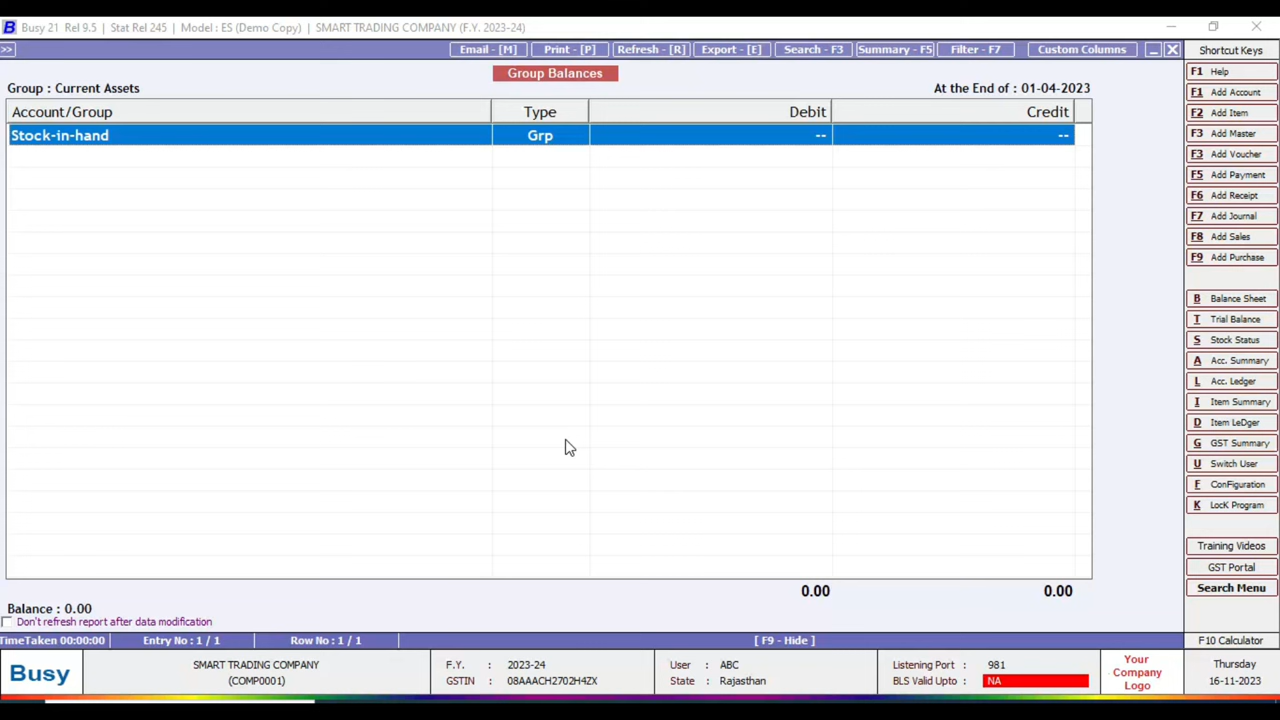 B Busy 21 Rel 9.5 | Stat Rel 245 | Model : ES (Demo Copy) | SMART TRADING COMPANY (F.Y. 2023-24)
>> Email - [M] Print - [P] Refresh - [R] Export - [E] Search - F3 Summary - F5 Filter - F7 Custom Columns
Group Balances
Group : Current Assets At the End of : 01-04-2023
Account/Group Type Debit Credit
Stock-in-hand Grp -- --
0.00 0.00
Balance : 0.00
Don't refresh report after data modification
TimeTaken 00:00:00 Entry No : 1 / 1 Row No : 1 / 1 [ F9 - Hide ]
Busy
SMART TRADING COMPANY
(COMP0001)
F.Y. : 2023-24
GSTIN : 08AAACH2702H4ZX
User : ABC
State : Rajasthan
Listening Port : 981
BLS Valid Upto : NA
Your
Company
Logo
Shortcut Keys
F1 Help
F1 Add Account
F2 Add Item
F3 Add Master
F3 Add Voucher
F5 Add Payment
F6 Add Receipt
F7 Add Journal
F8 Add Sales
F9 Add Purchase
B Balance Sheet
T Trial Balance
S Stock Status
A Acc. Summary
L Acc. Ledger
I Item Summary
D Item LeDger
G GST Summary
U Switch User
F ConFiguration
K LocK Program
Training Videos
GST Portal
Search Menu
F10 Calculator
Thursday
16-11-2023